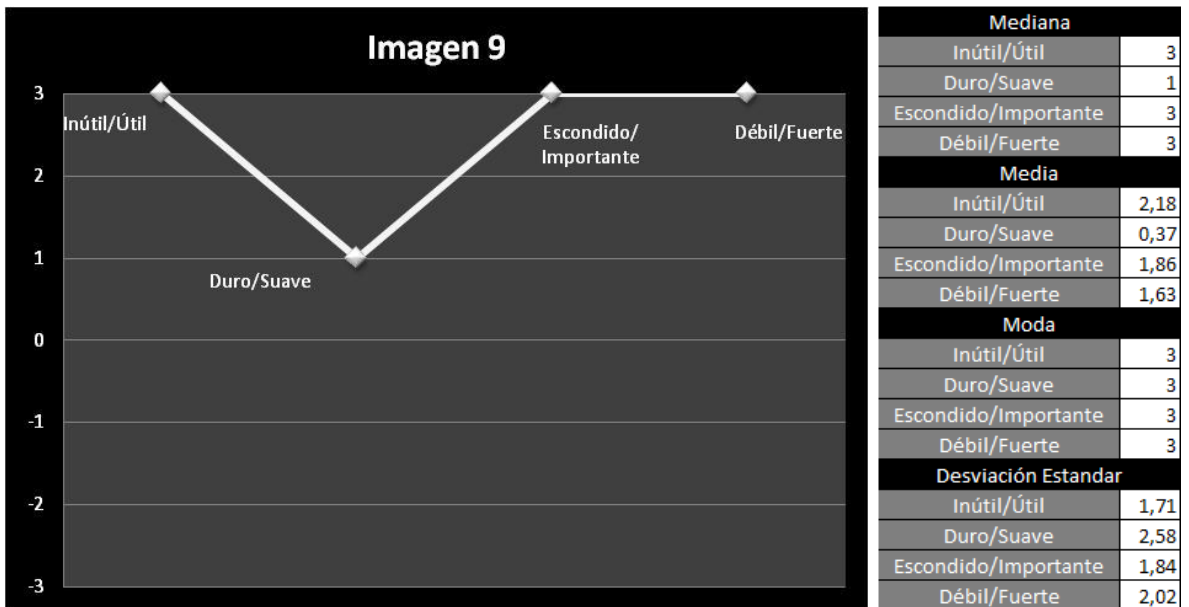 Imagen 9
3
Inútil/Útil
Escondido/
Importante
Débil/Fuerte
2
1
Duro/Suave
0
-1
-2
-3
Mediana
Inútil/Útil 3
Duro/Suave 1
Escondido/Importante 3
Débil/Fuerte 3
Media
Inútil/Útil 2,18
Duro/Suave 0,37
Escondido/Importante 1,86
Débil/Fuerte 1,63
Moda
Inútil/Útil 3
Duro/Suave 3
Escondido/Importante 3
Débil/Fuerte 3
Desviación Estandar
Inútil/Útil 1,71
Duro/Suave 2,58
Escondido/Importante 1,84
Débil/Fuerte 2,02